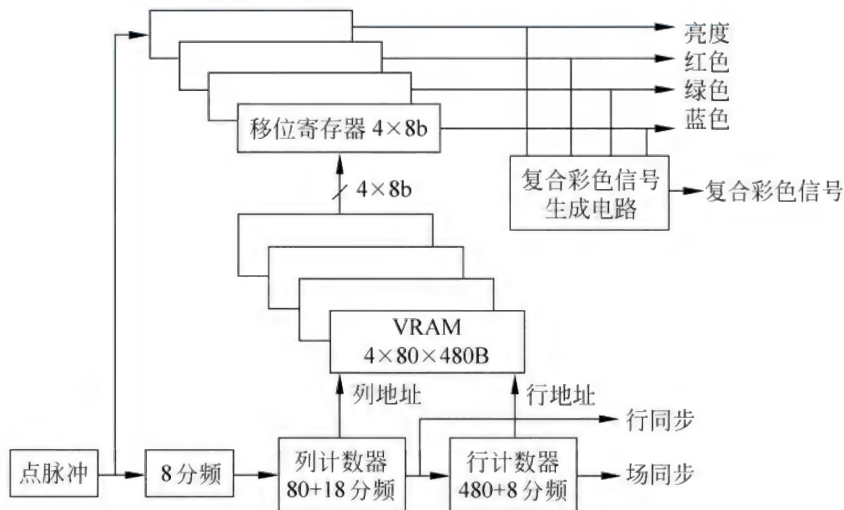 亮度
红色
绿色
蓝色
移位寄存器 4×8b
4×8b
复合彩色信号
生成电路
复合彩色信号
VRAM
4×80×480B
列地址
行地址
行同步
点脉冲
8分频
列计数器
80+18分频
行计数器
480+8分频
场同步